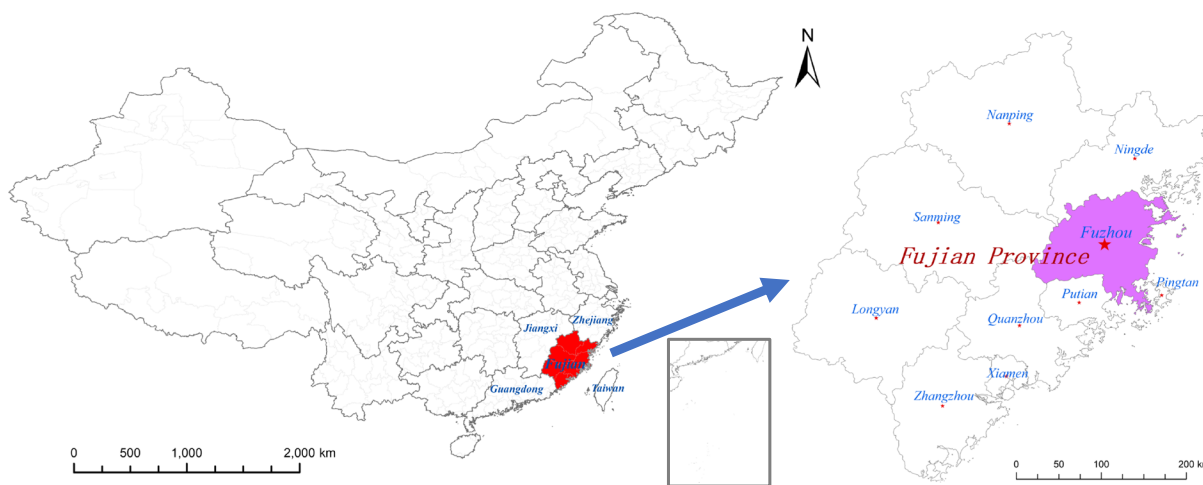 N
Zhejiang
Jiangxi
Fujian
Guangdong
Taiwan
0 500 1,000 2,000 km
Nanping
Ningde
Sanming
Fuzhou
Fujian Province
Pingtan
Putian
Longyan
Quanzhou
Xiamen
Zhangzhou
0 50 100 200 km